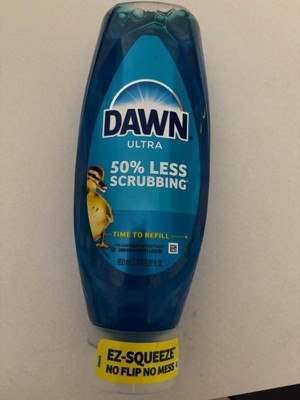 DAWN
ULTRA
50% LESS
SCRUBBING
TIME TO REFILL
EZ-SQUEEZE
NO FLIP NO MESS